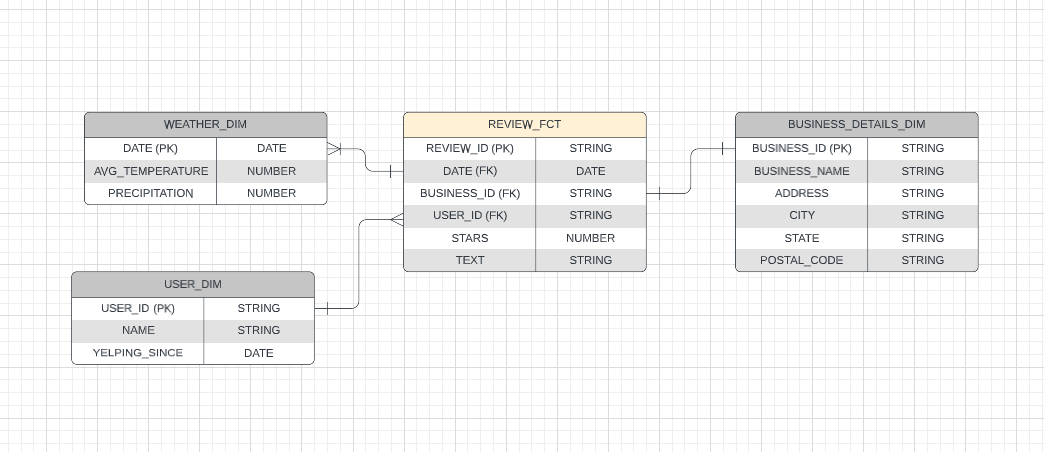 WEATHER_DIM
DATE (PK) DATE
AVG_TEMPERATURE NUMBER
PRECIPITATION NUMBER
REVIEW_FCT
REVIEW_ID (PK) STRING
DATE (FK) DATE
BUSINESS_ID (FK) STRING
USER_ID (FK) STRING
STARS NUMBER
TEXT STRING
BUSINESS_DETAILS_DIM
BUSINESS_ID (PK) STRING
BUSINESS_NAME STRING
ADDRESS STRING
CITY STRING
STATE STRING
POSTAL_CODE STRING
USER_DIM
USER_ID (PK) STRING
NAME STRING
YELPING_SINCE DATE